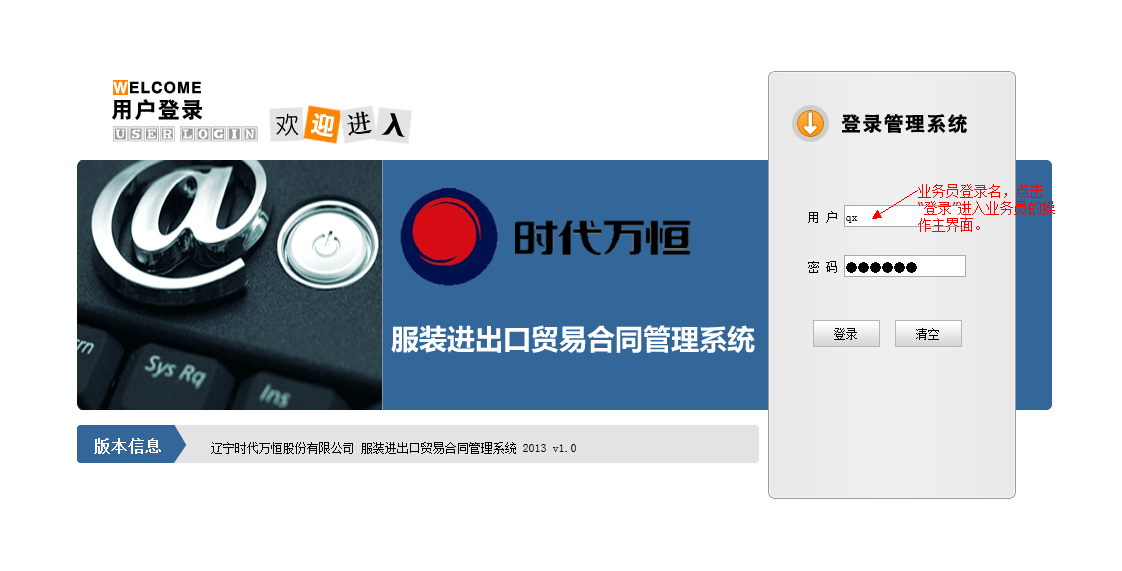 WELCOME
用户登录
USER LOGIN
欢迎进入
登录管理系统
业务员登录名，点击
“登录”进入业务员的操
作主界面。
用 户 qx
密 码 ●●●●●●
登录 清空
时代万恒
服装进出口贸易合同管理系统
rn
Sys Rq
Ins
版本信息 辽宁时代万恒股份有限公司 服装进出口贸易合同管理系统 2013 v1.0